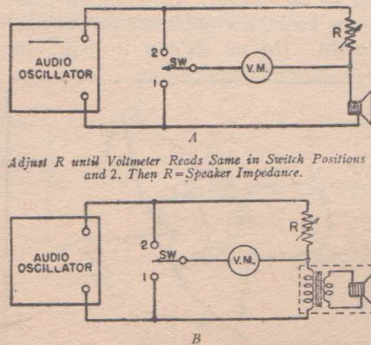 R
2
AUDIO
OSCILLATOR
SW
V.M.
1
A
Adjust R until Voltmeter Reads Same in Switch Positions
and 2. Then R=Speaker Impedance.
R
2
AUDIO
OSCILLATOR
SW
V.M.
1
B